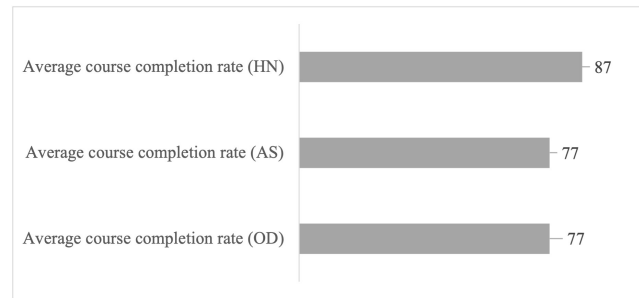 Average course completion rate (HN) 87
Average course completion rate (AS) 77
Average course completion rate (OD) 77